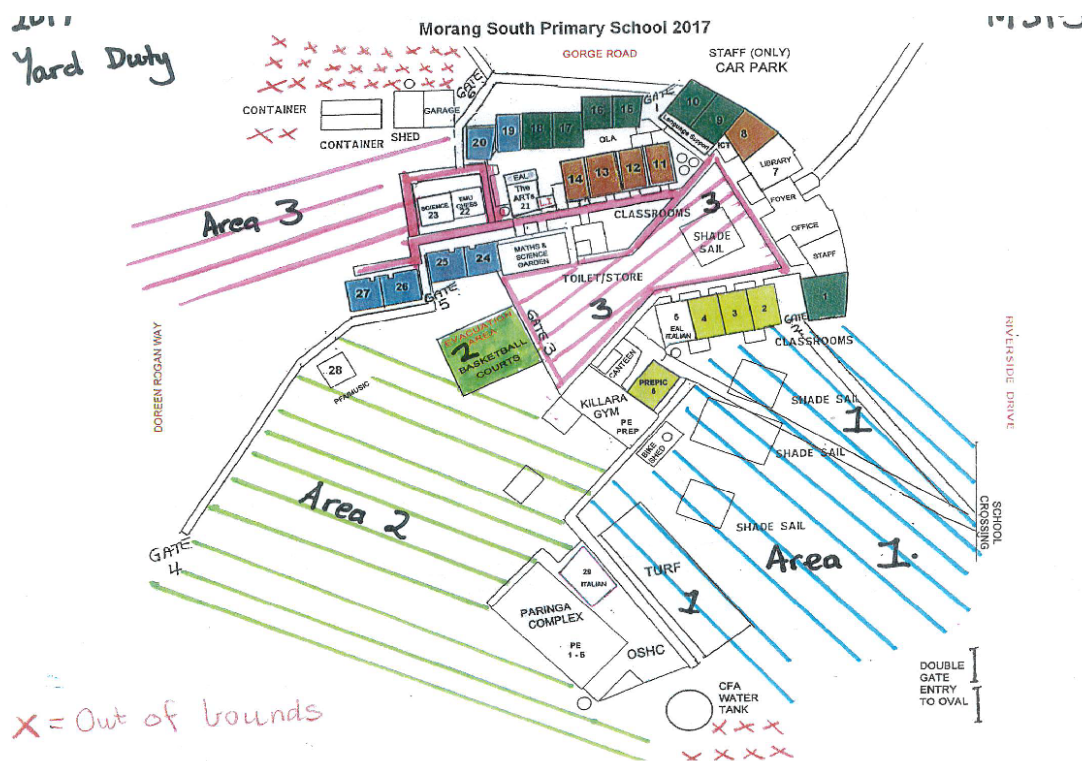 2017
Morang South Primary School 2017
MSPS
Yard Duty
GORGE ROAD
STAFF (ONLY)
CAR PARK
GATE
6
CONTAINER
GARAGE
SHED
CONTAINER
GATE
1
10
9
8
Language Support
ICT
16
15
19
18
17
20
OLA
LIBRARY
7
14
13
12
11
EAL
The
ARTs
21
SCIENCE
23
22
FOYER
Area 3
CLASSROOMS
3
OFFICE
SHADE
SAIL
STAFF
MATHS &
SCIENCE
GARDEN
25
24
TOILET/STORE
27
26
GATE
5
3
1
5
EAL
ITALIAN
4
3
2
GATE
2
CLASSROOMS
EVACUATION
AREA
2
BASKETBALL
COURTS
GATE 3
DOREEN ROGAN WAY
RIVERSIDE DRIVE
28
CANTEEN
PREP/C
6
KILLARA
GYM
PE
PREP
SHADE SAIL
1
BIKE
SHED
SHADE SAIL
SCHOOL
CROSSING
Area 2
SHADE SAIL
GATE
4
Area 1.
29
ITALIAN
TURF
1
PARINGA
COMPLEX
PE
1 - 6
OSHC
DOUBLE
GATE
ENTRY
TO OVAL
CFA
WATER
TANK
X = Out of bounds